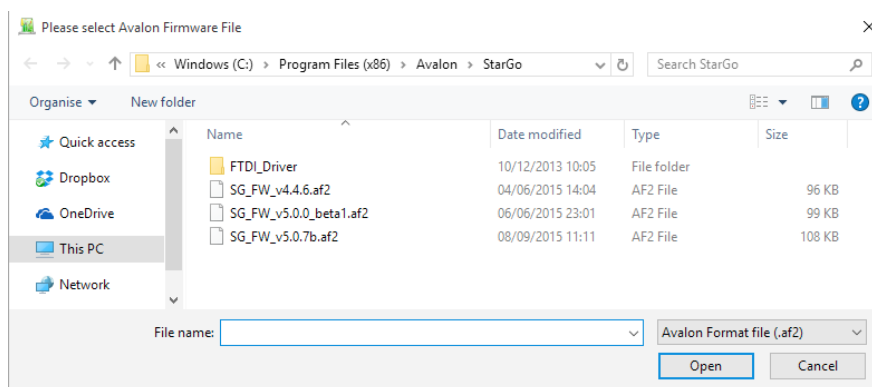 Please select Avalon Firmware File
« Windows (C:) > Program Files (x86) > Avalon > StarGo
Search StarGo
Organise
New folder
Name Date modified Type Size
Quick access
Dropbox
OneDrive
This PC
Network
FTDI_Driver 10/12/2013 10:05 File folder
SG_FW_v4.4.6.af2 04/06/2015 14:04 AF2 File 96 KB
SG_FW_v5.0.0_beta1.af2 06/06/2015 23:01 AF2 File 99 KB
SG_FW_v5.0.7b.af2 08/09/2015 11:11 AF2 File 108 KB
File name:
Avalon Format file (.af2)
Open
Cancel